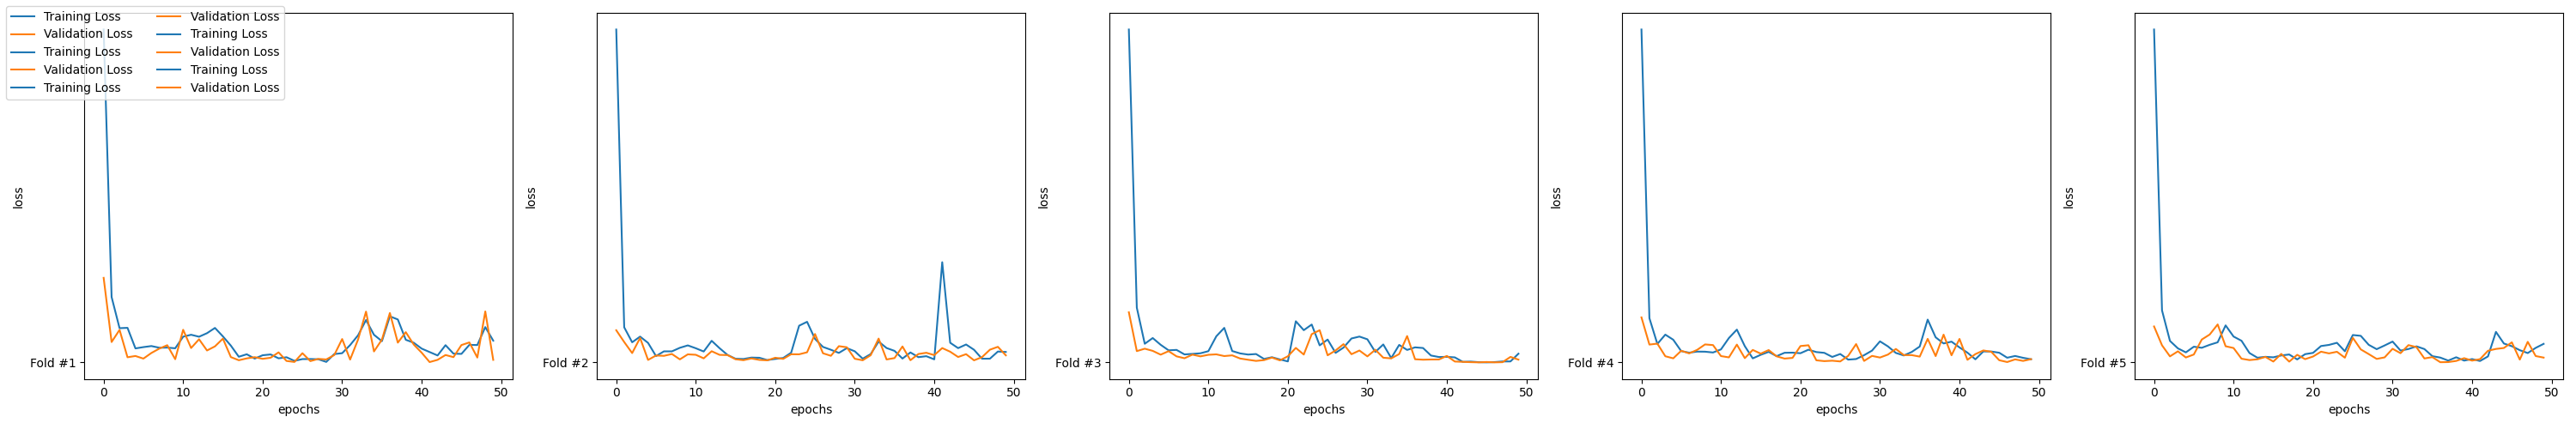 Training Loss Validation Loss
Validation Loss Training Loss
Training Loss Validation Loss
Validation Loss Training Loss
Training Loss Validation Loss
loss
Fold #1
0 10 20 30 40 50
epochs
loss
Fold #2
0 10 20 30 40 50
epochs
loss
Fold #3
0 10 20 30 40 50
epochs
loss
Fold #4
0 10 20 30 40 50
epochs
loss
Fold #5
0 10 20 30 40 50
epochs